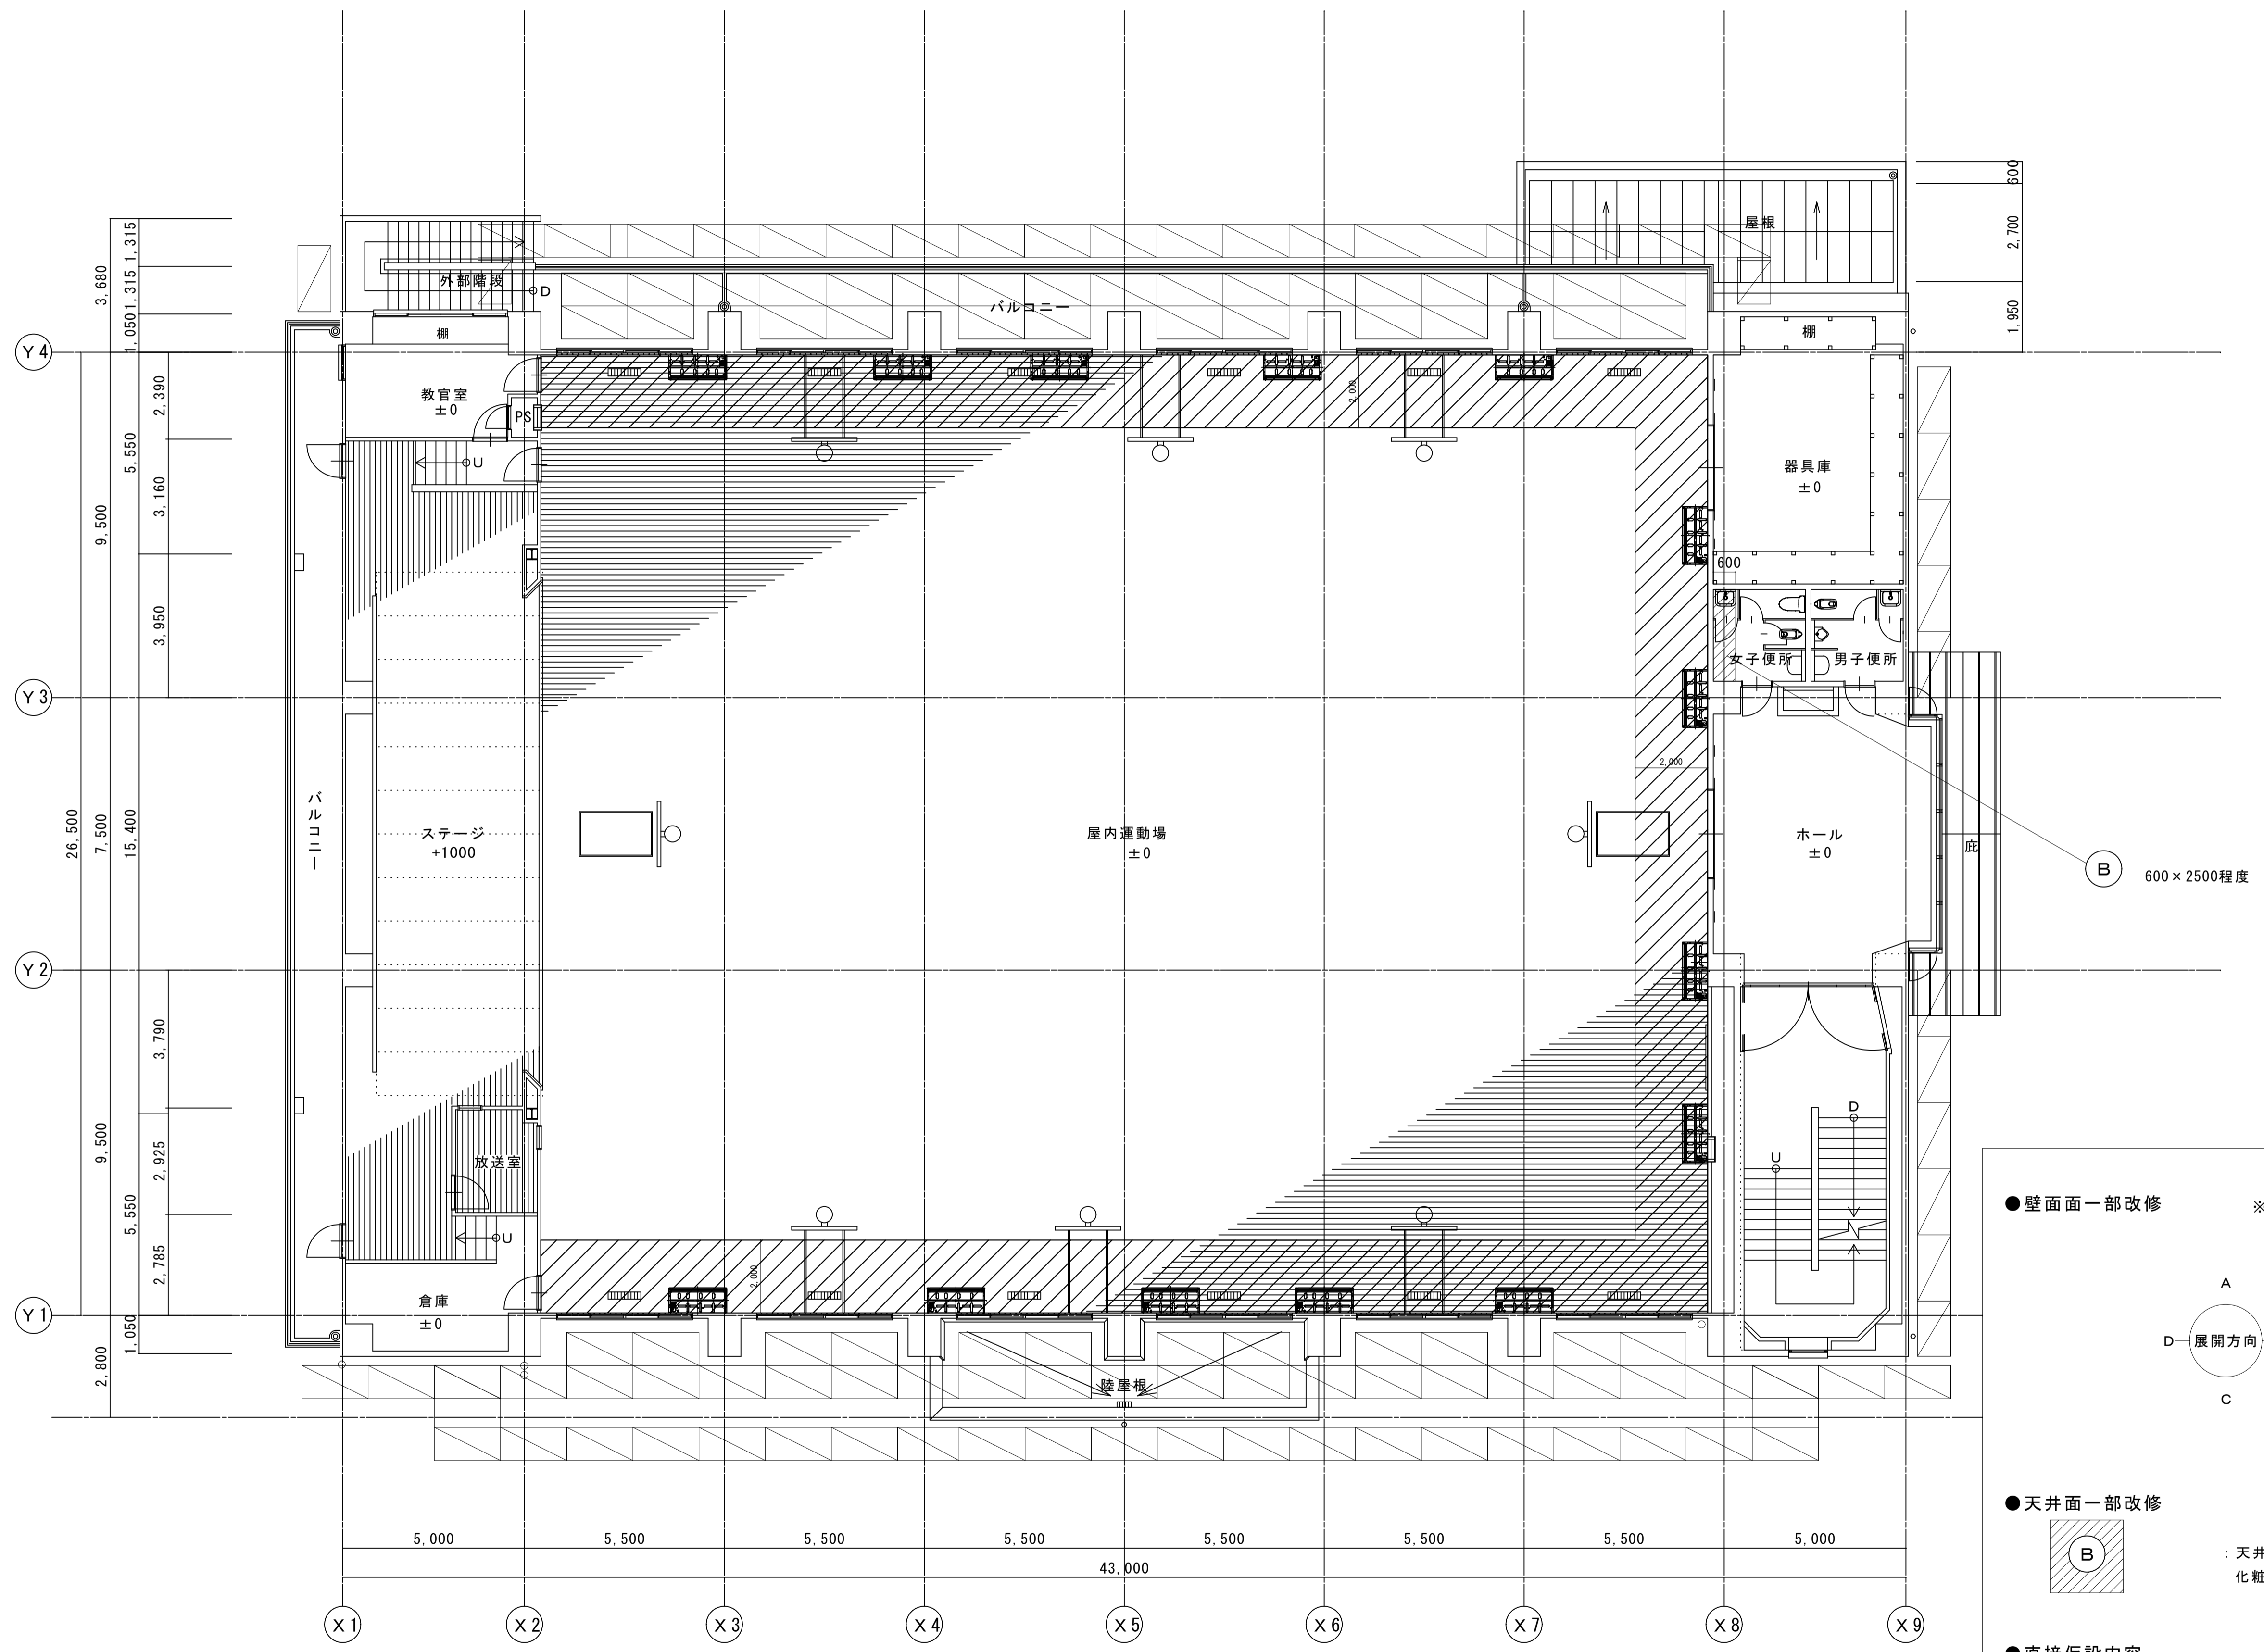 600
2,700
1,950
屋根
1,315
1,315
1,050
3,680
外部階段
D
バルコニー
棚
棚
Y4
2,390
教官室
±0
PS
2,000
5,550
U
器具庫
±0
3,160
9,500
600
3,950
女子便所
男子便所
Y3
2,000
バルコニー
26,500
7,500
15,400
ステージ
+1000
屋内運動場
±0
ホール
±0
庇
B
600×2500程度
Y2
3,790
D
9,500
2,925
放送室
U
●壁面面一部改修
※
5,550
U
2,785
2,000
倉庫
±0
Y1
1,050
2,800
陸屋根
A
D
展開方向
C
●天井面一部改修
B
:天井
化粧
5,000
5,500
5,500
5,500
5,500
5,500
5,500
5,000
43,000
X1
X2
X3
X4
X5
X6
X7
X8
X9